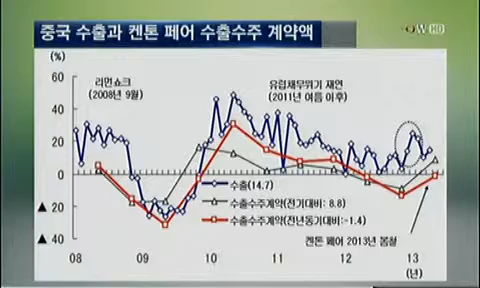 중국 수출과 켄톤 페어 수출수주 계약액
WHD
(%)
60
40
20
0
▲ 20
▲ 40
리먼쇼크
(2008년 9월)
유럽채무위기 재연
(2011년 여름 이후)
수출(14.7)
수출수주계약(전기대비: 8.8)
수출수주계약(전년동기대비:-1.4)
켄톤 페어 2013년 봄철
08 09 10 11 12 13
(년)